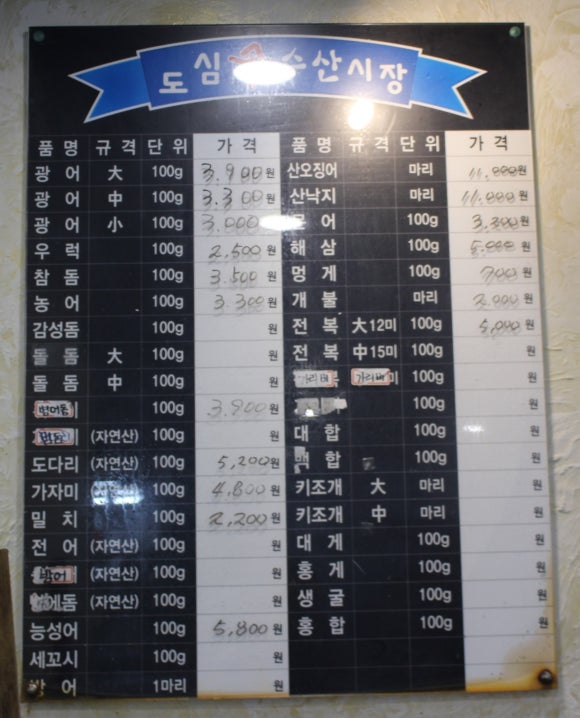 도심 수산시장
품명 규격 단위 가격 품명 규격 단위 가격
광어 大 100g 3,900원 산오징어 마리 11,000원
광어 中 100g 3,300원 산낙지 마리 11,000원
광어 小 100g 3,000원 어 100g 3,300원
우럭 100g 2,500원 해삼 100g 5,000원
참돔 100g 3,500원 멍게 100g 700원
농어 100g 3,300원 개불 마리 2,000원
감성돔 100g 원 전복 大12미 100g 5,000원
돌돔 大 100g 원 전복 中15미 100g 원
돌돔 中 100g 원 가리비 미 100g 원
병어돔 100g 3,900원 100g 원
(자연산) 100g 원 대합 100g 원
도다리 (자연산) 100g 5,200원 백합 100g 원
가자미 (자연산) 100g 4,800원 키조개 大 마리 원
밀치 100g 2,200원 키조개 中 마리 원
전어 (자연산) 100g 원 대게 100g 원
방어 (자연산) 100g 원 홍게 100g 원
돔 (자연산) 100g 원 생굴 100g 원
능성어 100g 5,800원 홍합 100g 원
세꼬시 100g 원 원
어 1마리 원